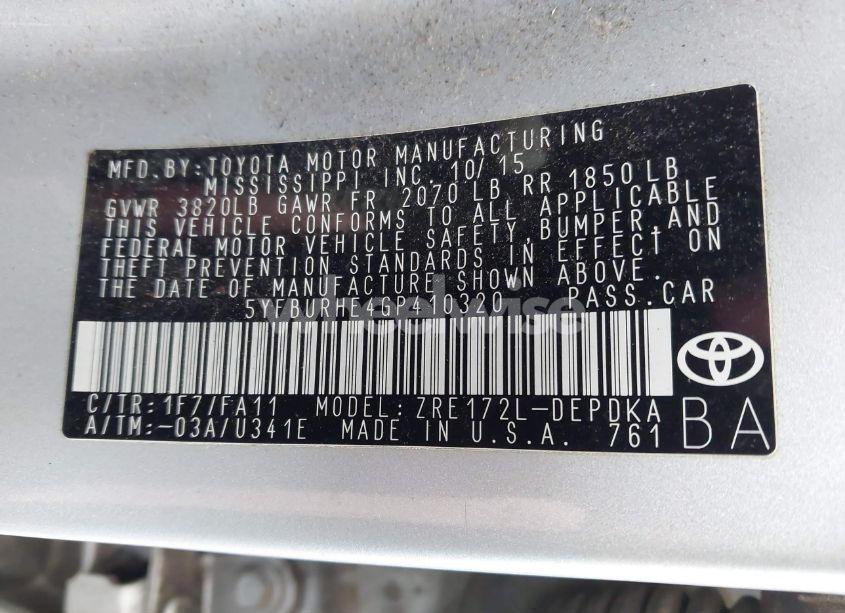 MFD.BY:TOYOTA MOTOR MANUFACTURING
MISSISSIPPI INC. 10/15
GVWR 3820LB GAWR FR 2070 LB RR 1850 LB
THIS VEHICLE CONFORMS TO ALL APPLICABLE
FEDERAL MOTOR VEHICLE SAFETY,BUMPER,AND
THEFT PREVENTION STANDARDS IN EFFECT ON
THE DATE OF MANUFACTURE SHOWN ABOVE.
5YFBURHE4GP410320 PASS.CAR
wheelwise
C/TR:1F7/FA11 MODEL:ZRE172L-DEPDKA
A/TM:-03A/U341E MADE IN U.S.A. 761
BA